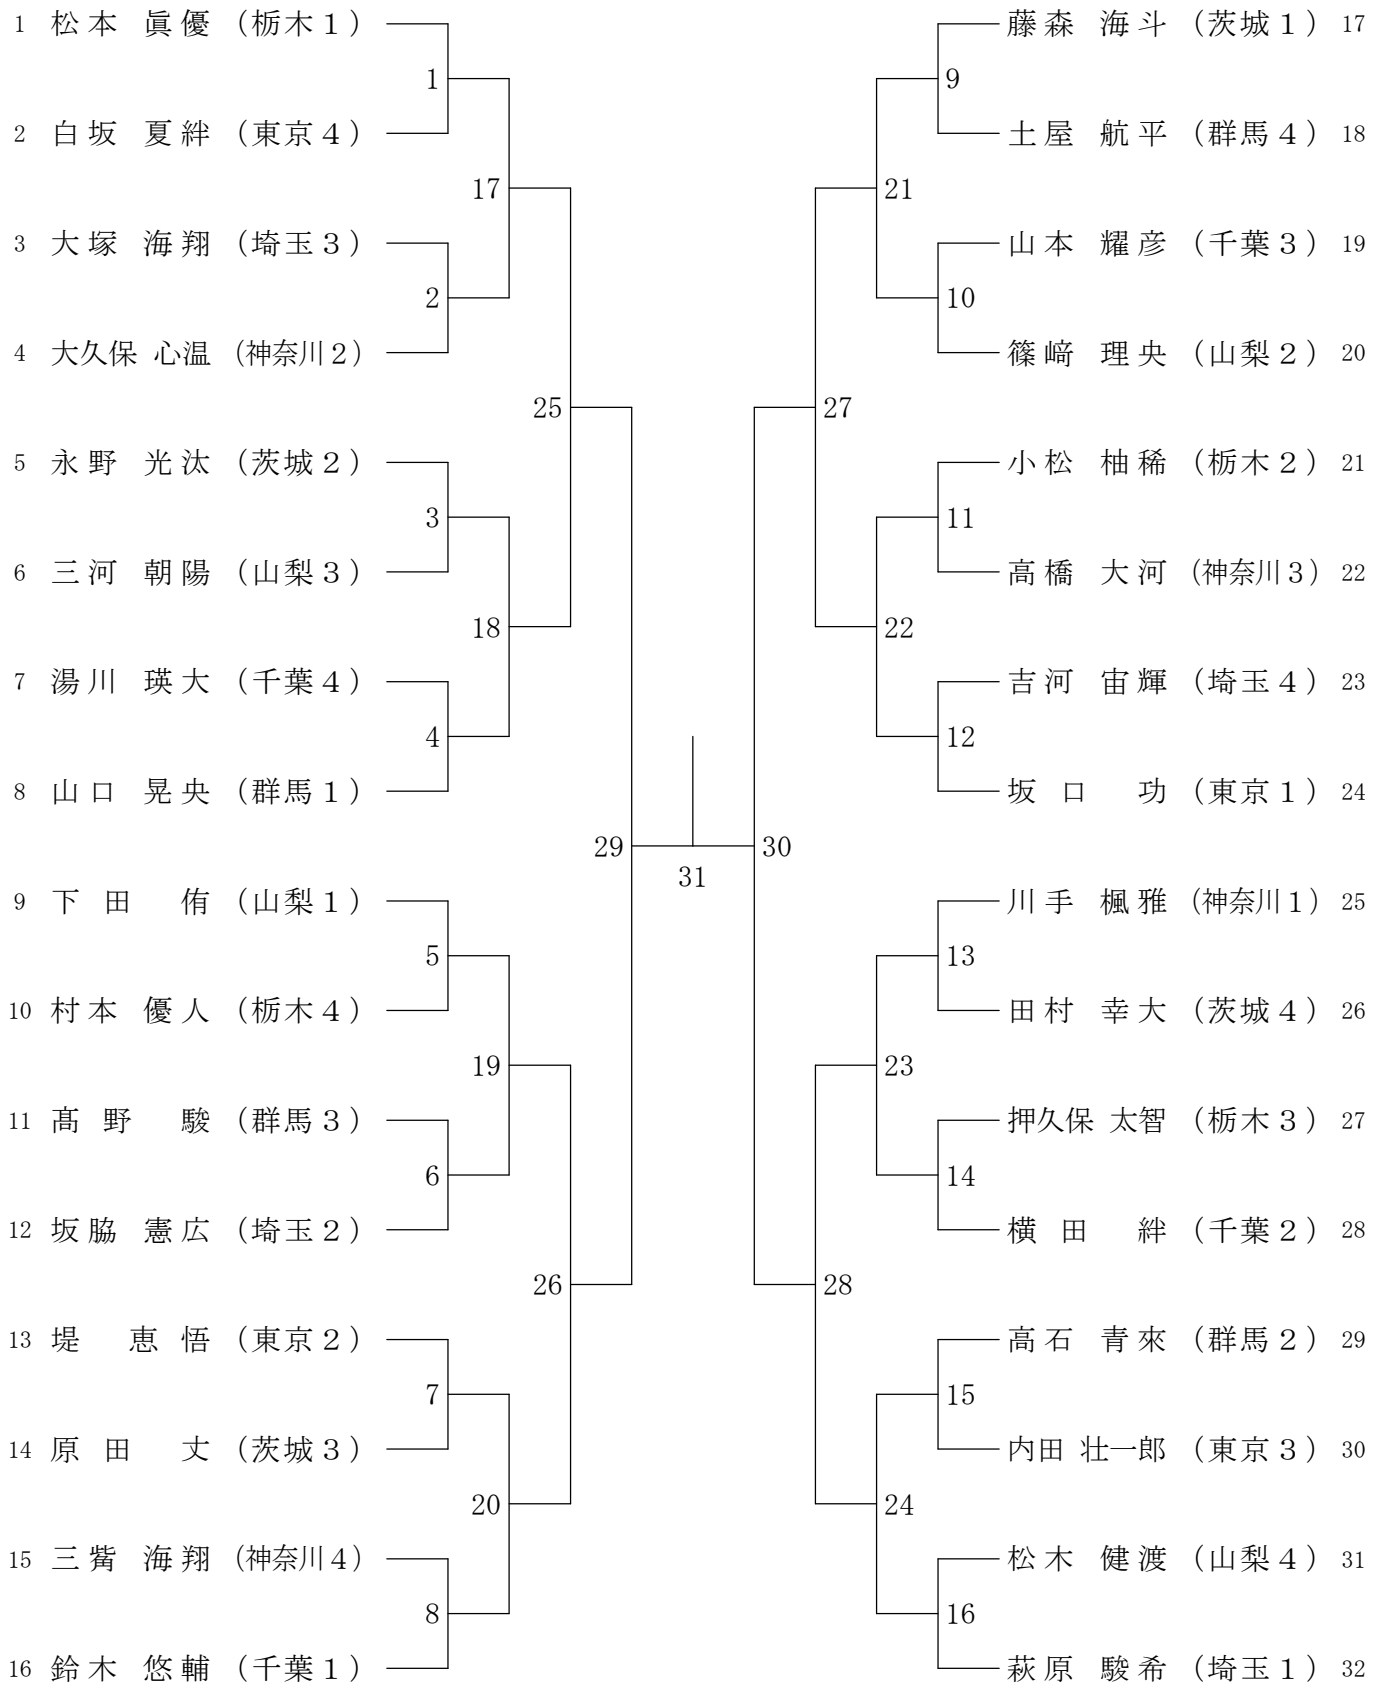 1 松本 眞優 (栃木１) 藤森 海斗 (茨城１) 17
1 9
2 白坂 夏絆 (東京４) 土屋 航平 (群馬４) 18
17 21
3 大塚 海翔 (埼玉３) 山本 耀彦 (千葉３) 19
2 10
4 大久保 心温 (神奈川２) 篠﨑 理央 (山梨２) 20
25 27
5 永野 光汰 (茨城２) 小松 柚稀 (栃木２) 21
3 11
6 三河 朝陽 (山梨３) 高橋 大河 (神奈川３) 22
18 22
7 湯川 瑛大 (千葉４) 吉河 宙輝 (埼玉４) 23
4 12
8 山口 晃央 (群馬１) 坂口 功 (東京１) 24
29 30
31
9 下田 侑 (山梨１) 川手 楓雅 (神奈川１) 25
5 13
10 村本 優人 (栃木４) 田村 幸大 (茨城４) 26
19 23
11 髙野 駿 (群馬３) 押久保 太智 (栃木３) 27
6 14
12 坂脇 憲広 (埼玉２) 横田 絆 (千葉２) 28
26 28
13 堤 恵悟 (東京２) 高石 青來 (群馬２) 29
7 15
14 原田 丈 (茨城３) 内田 壮一郎 (東京３) 30
20 24
15 三觜 海翔 (神奈川４) 松木 健渡 (山梨４) 31
8 16
16 鈴木 悠輔 (千葉１) 萩原 駿希 (埼玉１) 32